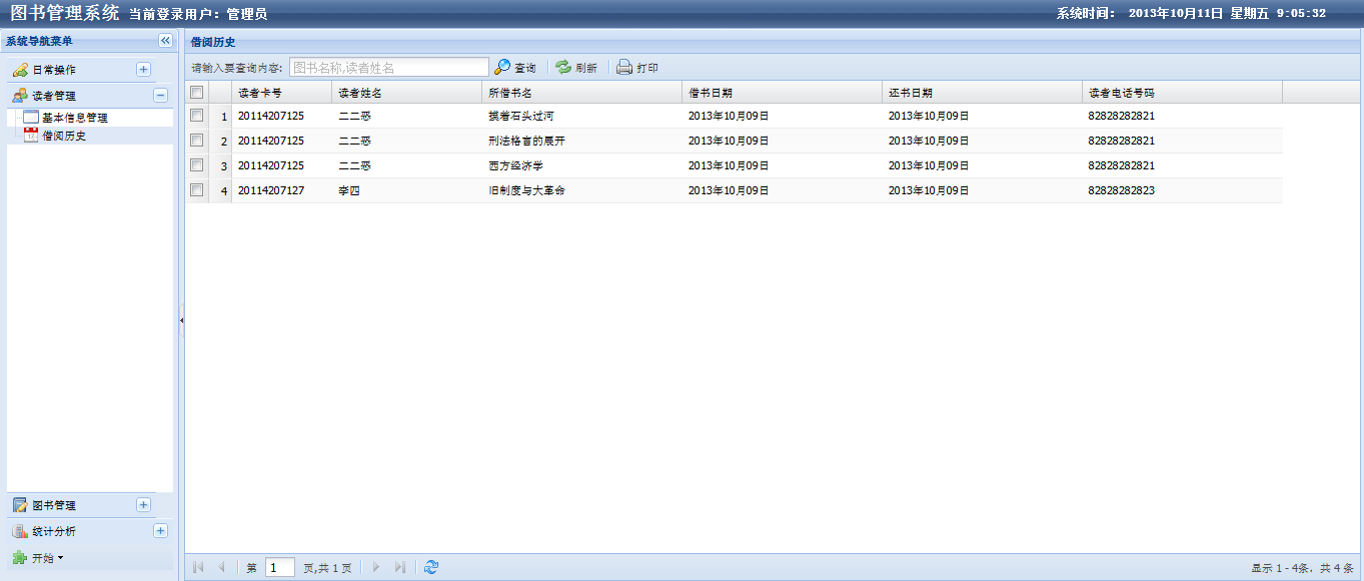 图书管理系统 当前登录用户：管理员 系统时间： 2013年10月11日 星期五 9:05:32
系统导航菜单
日常操作
读者管理
基本信息管理
借阅历史
图书管理
统计分析
开始
借阅历史
请输入要查询内容: 图书名称,读者姓名 查询 刷新 打印
读者卡号 读者姓名 所借书名 借书日期 还书日期 读者电话号码
1 20114207125 二二恶 摸着石头过河 2013年10月09日 2013年10月09日 82828282821
2 20114207125 二二恶 刑法格言的展开 2013年10月09日 2013年10月09日 82828282821
3 20114207125 二二恶 西方经济学 2013年10月09日 2013年10月09日 82828282821
4 20114207127 李四 旧制度与大革命 2013年10月09日 2013年10月09日 82828282823
第 1 页,共 1 页 显示 1 - 4条，共 4 条